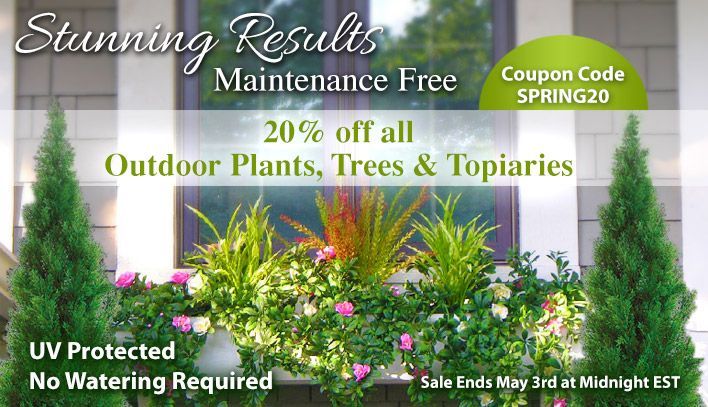 Stunning Results
Maintenance Free
Coupon Code
SPRING20
20% off all
Outdoor Plants, Trees & Topiaries
UV Protected
No Watering Required
Sale Ends May 3rd at Midnight EST